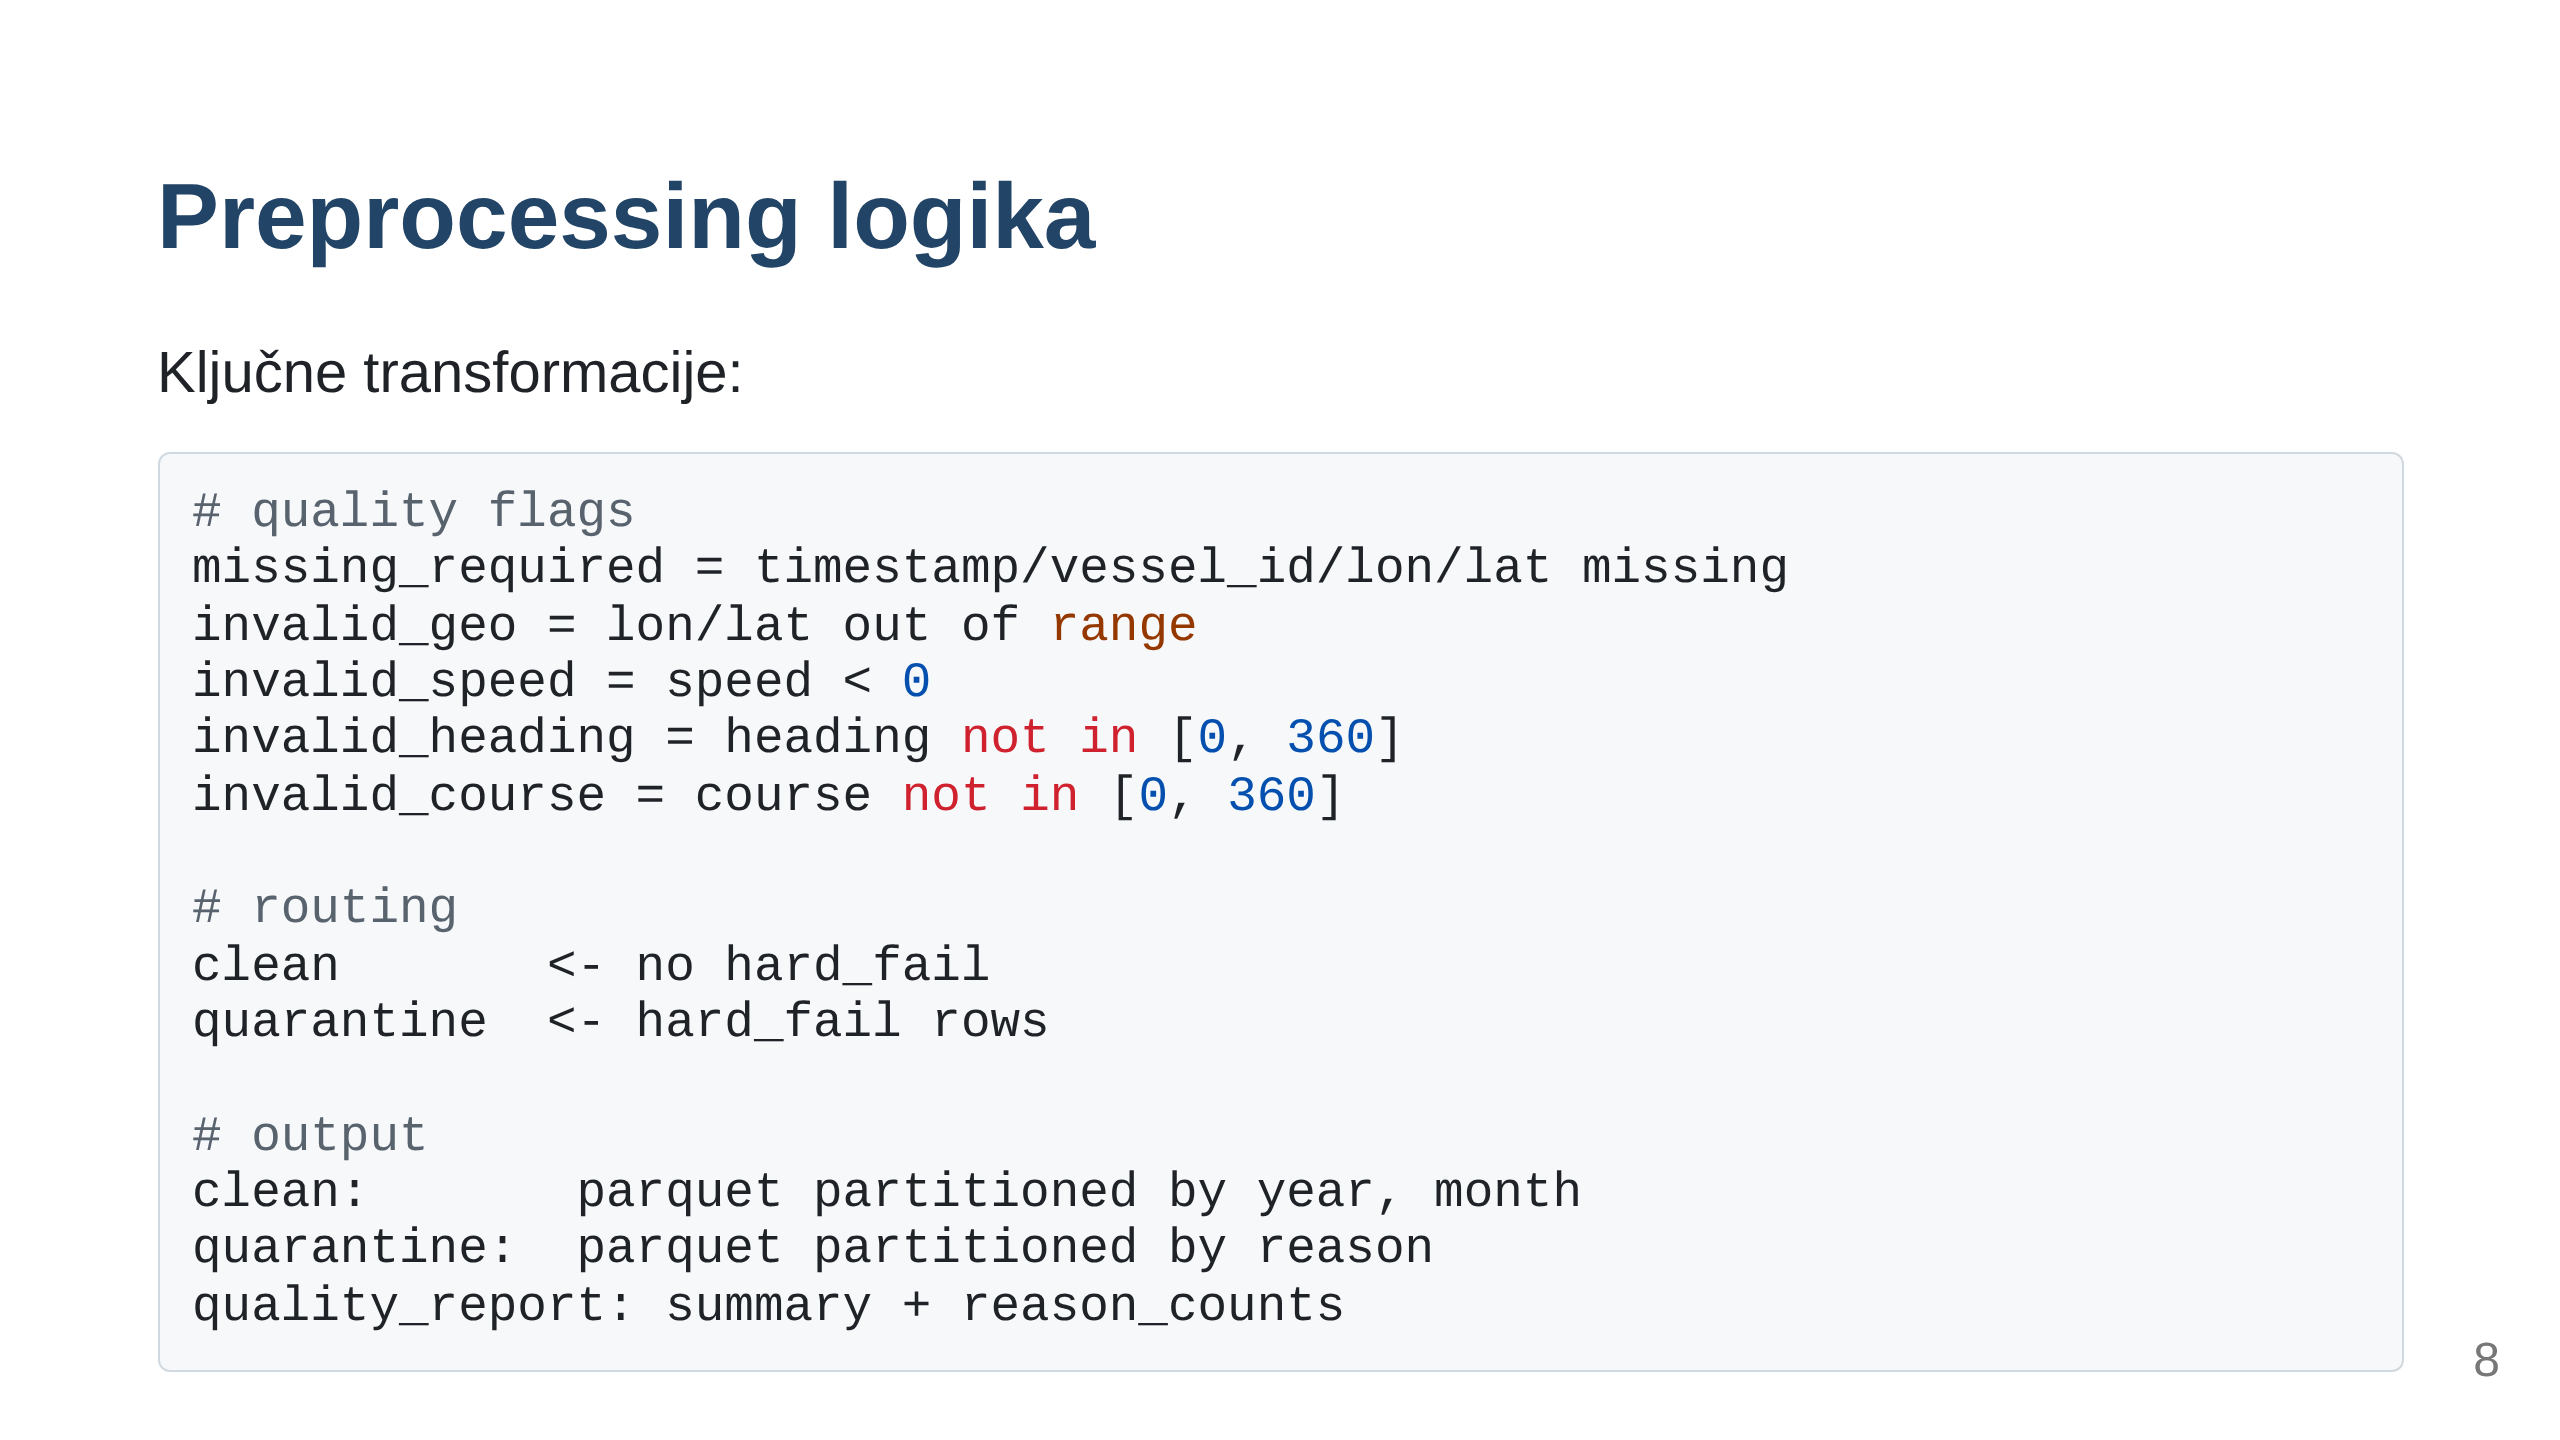 Preprocessing logika
Ključne transformacije:
# quality flags
missing_required = timestamp/vessel_id/lon/lat missing
invalid_geo = lon/lat out of range
invalid_speed = speed < 0
invalid_heading = heading not in [0, 360]
invalid_course = course not in [0, 360]
# routing
clean       <- no hard_fail
quarantine  <- hard_fail rows
# output
clean:       parquet partitioned by year, month
quarantine:  parquet partitioned by reason
quality_report: summary + reason_counts
8